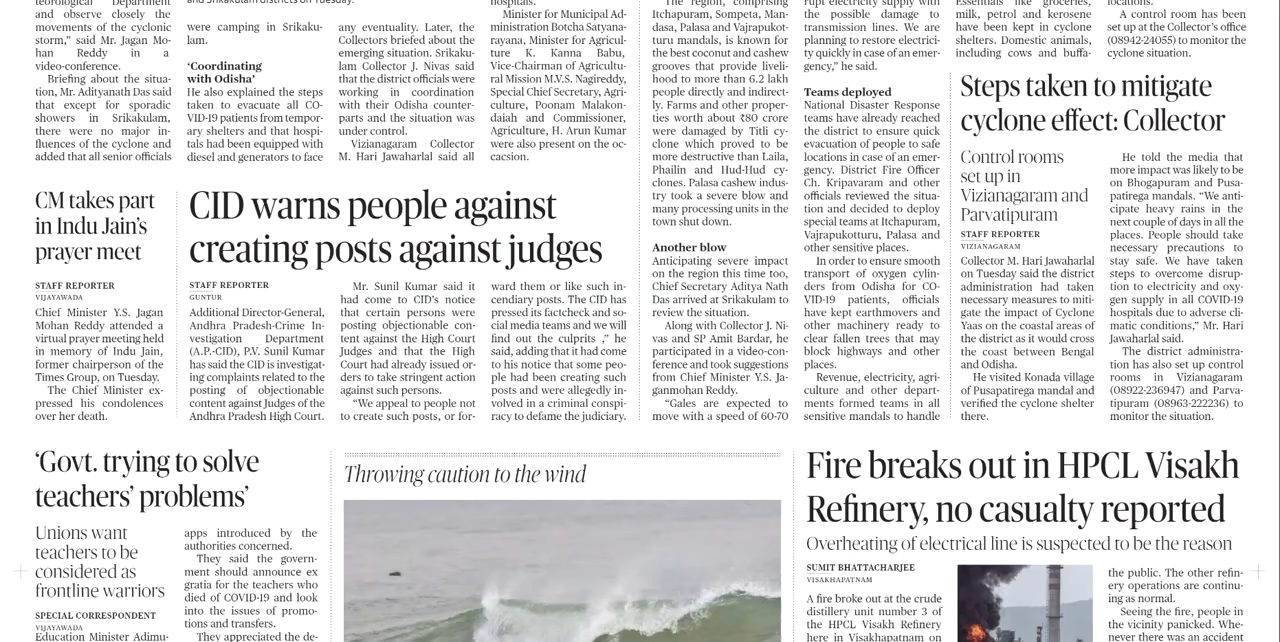 teorological Department
and observe closely the
movements of the cyclonic
storm,” said Mr. Jagan Mo-
han Reddy in a
video-conference.
Briefing about the situa-
tion, Mr. Adityanath Das said
that except for sporadic
showers in Srikakulam,
there were no major in-
fluences of the cyclone and
added that all senior officials
and Srikakulam districts on Tuesday.
were camping in Srikaku-
lam.
‘Coordinating
with Odisha’
He also explained the steps
taken to evacuate all CO-
VID-19 patients from tempor-
ary shelters and that hospi-
tals had been equipped with
diesel and generators to face
any eventuality. Later, the
Collectors briefed about the
emerging situation. Srikaku-
lam Collector J. Nivas said
that the district officials were
working in coordination
with their Odisha counter-
parts and the situation was
under control.
Vizianagaram Collector
M. Hari Jawaharlal said all
hospitals.
Minister for Municipal Ad-
ministration Botcha Satyana-
rayana, Minister for Agricul-
ture K. Kanna Babu,
Vice-Chairman of Agricultu-
ral Mission M.V.S. Nagireddy,
Special Chief Secretary, Agri-
culture, Poonam Malakon-
daiah and Commissioner,
Agriculture, H. Arun Kumar
were also present on the oc-
cacsion.
The region, comprising
Itchapuram, Sompeta, Man-
dasa, Palasa and Vajrapukot-
turu mandals, is known for
the best coconut and cashew
grooves that provide liveli-
hood to more than 6.2 lakh
people directly and indirect-
ly. Farms and other proper-
ties worth about ₹80 crore
were damaged by Titli cy-
clone which proved to be
more destructive than Laila,
Phailin and Hud-Hud cy-
clones. Palasa cashew indus-
try took a severe blow and
many processing units in the
town shut down.
Another blow
Anticipating severe impact
on the region this time too,
Chief Secretary Aditya Nath
Das arrived at Srikakulam to
review the situation.
Along with Collector J. Ni-
vas and SP Amit Bardar, he
participated in a video-con-
ference and took suggestions
from Chief Minister Y.S. Ja-
ganmohan Reddy.
“Gales are expected to
move with a speed of 60-70
rupt electricity supply with
the possible damage to
transmission lines. We are
planning to restore electrici-
ty quickly in case of an emer-
gency,” he said.
Teams deployed
National Disaster Response
teams have already reached
the district to ensure quick
evacuation of people to safe
locations in case of an emer-
gency. District Fire Officer
Ch. Kripavaram and other
officials reviewed the situa-
tion and decided to deploy
special teams at Itchapuram,
Vajrapukotturu, Palasa and
other sensitive places.
In order to ensure smooth
transport of oxygen cylin-
ders from Odisha for CO-
VID-19 patients, officials
have kept earthmovers and
other machinery ready to
clear fallen trees that may
block highways and other
places.
Revenue, electricity, agri-
culture and other depart-
ments formed teams in all
sensitive mandals to handle
Essentials like groceries,
milk, petrol and kerosene
have been kept in cyclone
shelters. Domestic animals,
including cows and buffa-
locations.
A control room has been
set up at the Collector’s office
(08942-24055) to monitor the
cyclone situation.
CM takes part
in Indu Jain’s
prayer meet
STAFF REPORTER
VIJAYAWADA
Chief Minister Y.S. Jagan
Mohan Reddy attended a
virtual prayer meeting held
in memory of Indu Jain,
former chairperson of the
Times Group, on Tuesday.
The Chief Minister ex-
pressed his condolences
over her death.
CID warns people against
creating posts against judges
STAFF REPORTER
GUNTUR
Additional Director-General,
Andhra Pradesh-Crime In-
vestigation Department
(A.P.-CID), P.V. Sunil Kumar
has said the CID is investigat-
ing complaints related to the
posting of objectionable
content against Judges of the
Andhra Pradesh High Court.
Mr. Sunil Kumar said it
had come to CID’s notice
that certain persons were
posting objectionable con-
tent against the High Court
Judges and that the High
Court had already issued or-
ders to take stringent action
against such persons.
“We appeal to people not
to create such posts, or for-
ward them or like such in-
cendiary posts. The CID has
pressed its factcheck and so-
cial media teams and we will
find out the culprits ,” he
said, adding that it had come
to his notice that some peo-
ple had been creating such
posts and were allegedly in-
volved in a criminal conspi-
racy to defame the judiciary.
Steps taken to mitigate
cyclone effect: Collector
Control rooms
set up in
Vizianagaram and
Parvatipuram
STAFF REPORTER
VIZIANAGARAM
Collector M. Hari Jawaharlal
on Tuesday said the district
administration had taken
necessary measures to miti-
gate the impact of Cyclone
Yaas on the coastal areas of
the district as it would cross
the coast between Bengal
and Odisha.
He visited Konada village
of Pusapatirega mandal and
verified the cyclone shelter
there.
He told the media that
more impact was likely to be
on Bhogapuram and Pusa-
patirega mandals. “We anti-
cipate heavy rains in the
next couple of days in all the
places. People should take
necessary precautions to
stay safe. We have taken
steps to overcome disrup-
tion to electricity and oxy-
gen supply in all COVID-19
hospitals due to adverse cli-
matic conditions,” Mr. Hari
Jawaharlal said.
The district administra-
tion has also set up control
rooms in Vizianagaram
(08922-236947) and Parva-
tipuram (08963-222236) to
monitor the situation.
‘Govt. trying to solve
teachers’ problems’
Unions want
teachers to be
considered as
frontline warriors
SPECIAL CORRESPONDENT
VIJAYAWADA
Education Minister Adimu-
apps introduced by the
authorities concerned.
They said the govern-
ment should announce ex
gratia for the teachers who
died of COVID-19 and look
into the issues of promo-
tions and transfers.
They appreciated the de-
Throwing caution to the wind
Fire breaks out in HPCL Visakh
Refinery, no casualty reported
Overheating of electrical line is suspected to be the reason
SUMIT BHATTACHARJEE
VISAKHAPATNAM
A fire broke out at the crude
distillery unit number 3 of
the HPCL Visakh Refinery
here in Visakhapatnam on
the public. The other refin-
ery operations are continu-
ing as normal.
Seeing the fire, people in
the vicinity panicked. Whe-
never there was an accident